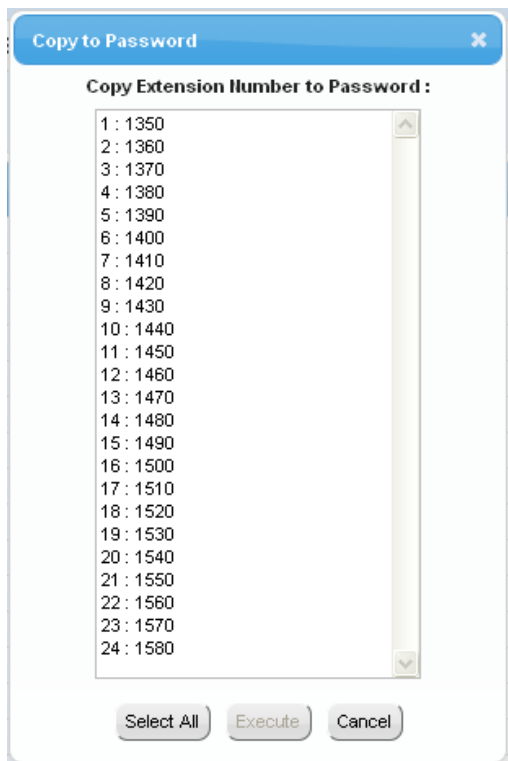 Copy to Password
Copy Extension Number to Password :
1 : 1350
2 : 1360
3 : 1370
4 : 1380
5 : 1390
6 : 1400
7 : 1410
8 : 1420
9 : 1430
10 : 1440
11 : 1450
12 : 1460
13 : 1470
14 : 1480
15 : 1490
16 : 1500
17 : 1510
18 : 1520
19 : 1530
20 : 1540
21 : 1550
22 : 1560
23 : 1570
24 : 1580
Select All Execute Cancel